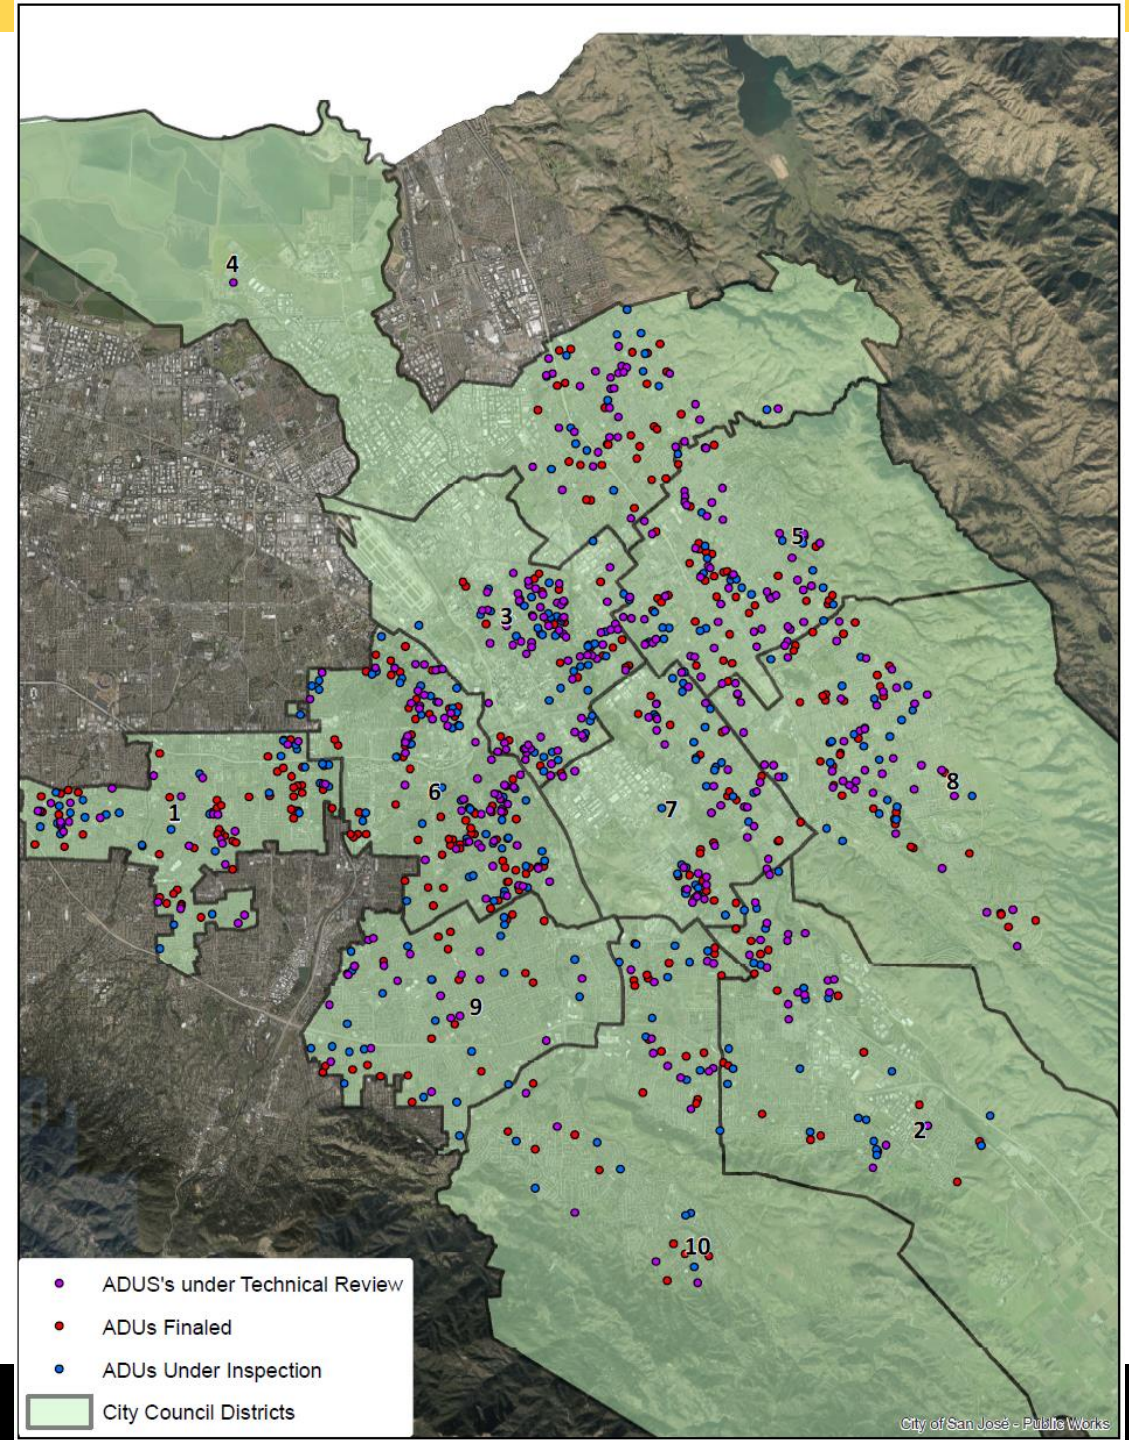 4
5
3
8
6
7
1
9
2
10
ADUS's under Technical Review
ADUs Finaled
ADUs Under Inspection
City Council Districts
City of San José - Public Works